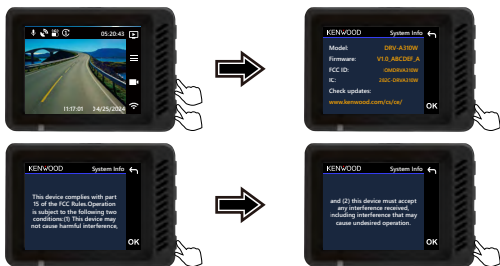 05:20:43
11:17:01 34/25/2024
KENWOOD System Info
Model: DRV-A310W
Firmware: V1.0_ABCDEF_A
FCC ID: IOMDRVA310W
IC: 282C-DRVA310W
Check updates:
www.kenwood.com/cs/ce/
OK
KENWOOD System Info
This device complies with part
15 of the FCC Rules.Operation
is subject to the following two
conditions:(1) This device may
not cause harmful interference,
OK
KENWOOD System Info
and (2) this device must accept
any interference received,
including interference that may
cause undesired operation.
OK